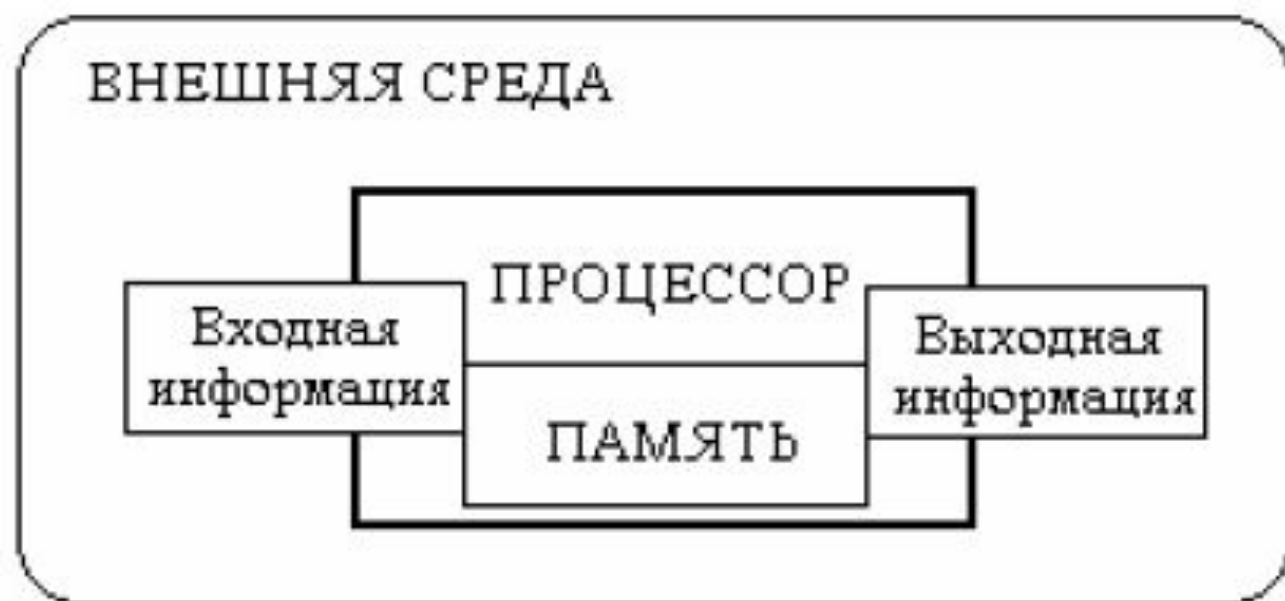 ВНЕШНЯЯ СРЕДА
ПРОЦЕССОР
Входная
информация
Выходная
информация
ПАМЯТЬ